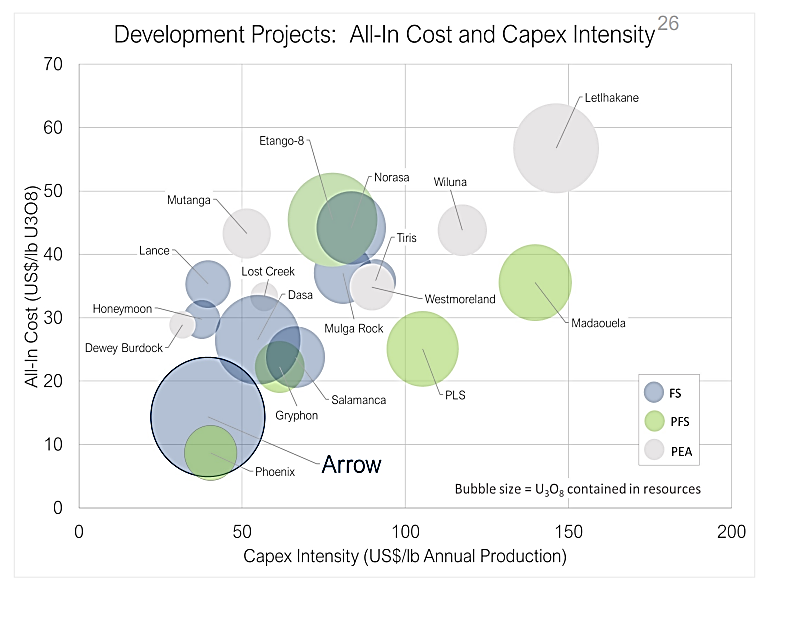 Development Projects: All-In Cost and Capex Intensity26
70
60
50
40
30
20
10
0
All-In Cost (US$/lb U3O8)
Letlhakane
Etango-8
Norasa
Wiluna
Mutanga
Tiris
Lance
Lost Creek
Dasa
Westmoreland
Honeymoon
Mulga Rock
Madaouela
Dewey Burdock
Salamanca
PLS
Gryphon
Arrow
Phoenix
FS
PFS
PEA
Bubble size = U3O8 contained in resources
0 50 100 150 200
Capex Intensity (US$/lb Annual Production)